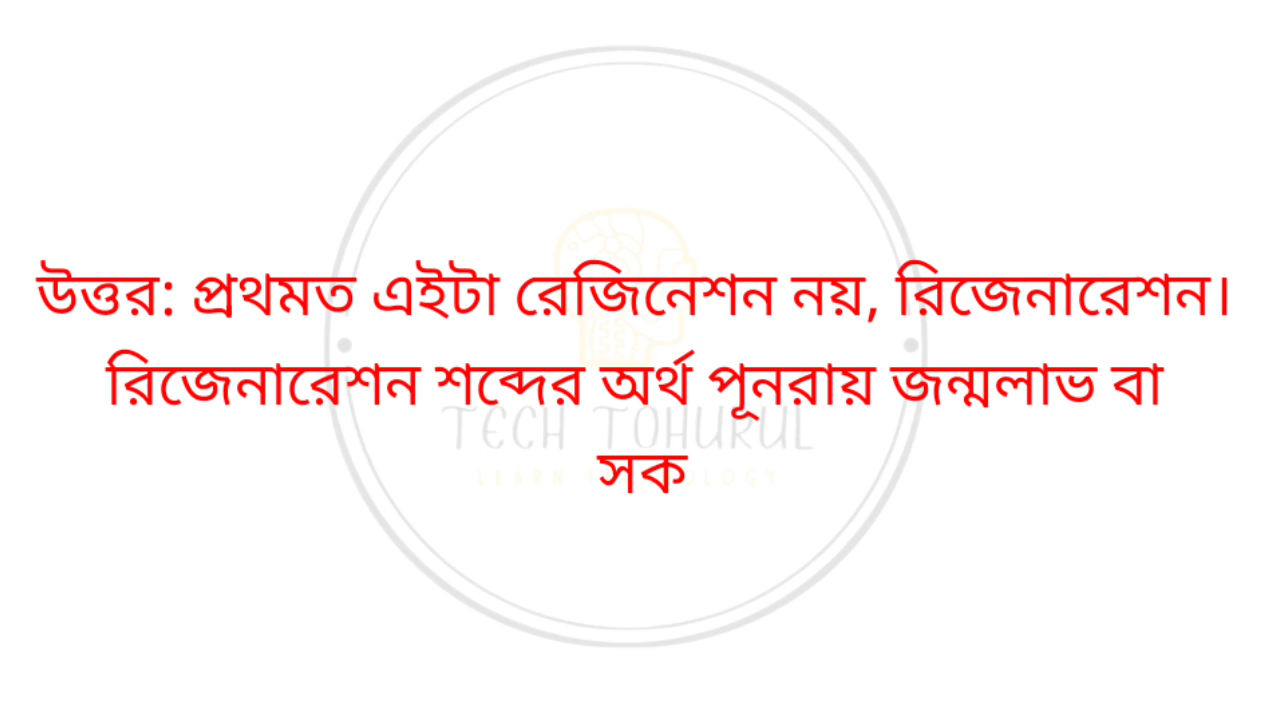 উত্তর: প্রথমত এইটা রেজিনেশন নয়, রিজেনারেশন।
রিজেনারেশন শব্দের অর্থ পূনরায় জন্মলাভ বা
TECH TOHURUL
সক